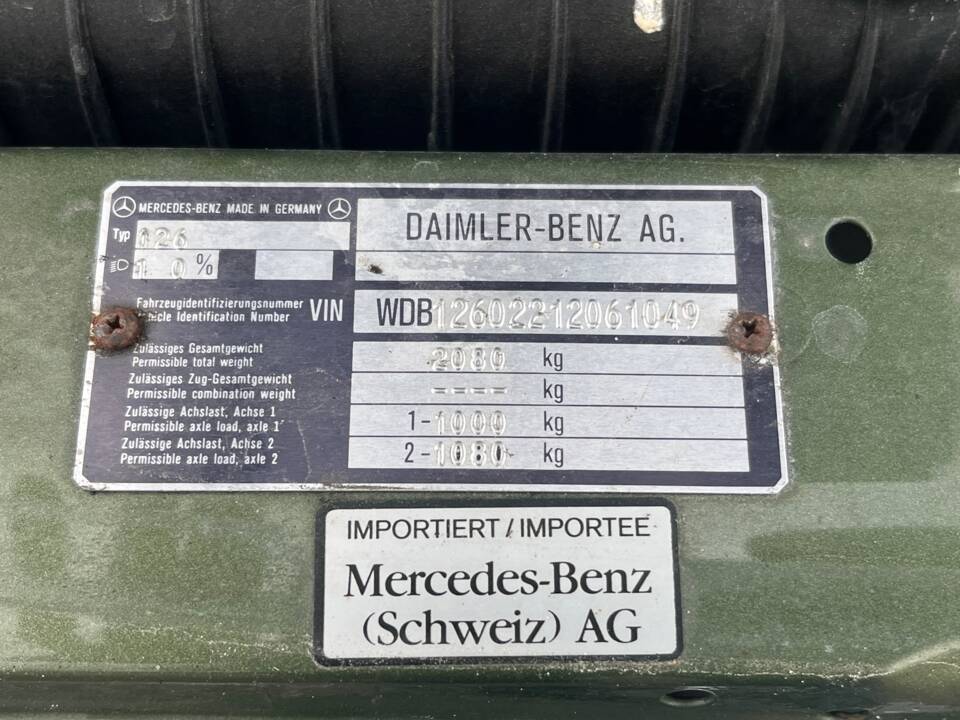 MERCEDES-BENZ MADE IN GERMANY
DAIMLER-BENZ AG.
Typ 126
1 0 %
Fahrzeugidentifizierungsnummer
Vehicle Identification Number
VIN WDB12602212061049
Zulässiges Gesamtgewicht
Permissible total weight
2080 kg
Zulässiges Zug-Gesamtgewicht
Permissible combination weight
---- kg
Zulässige Achslast, Achse 1
Permissible axle load, axle 1
1-1000 kg
Zulässige Achslast, Achse 2
Permissible axle load, axle 2
2-1080 kg
IMPORTIERT/IMPORTEE
Mercedes-Benz
(Schweiz) AG